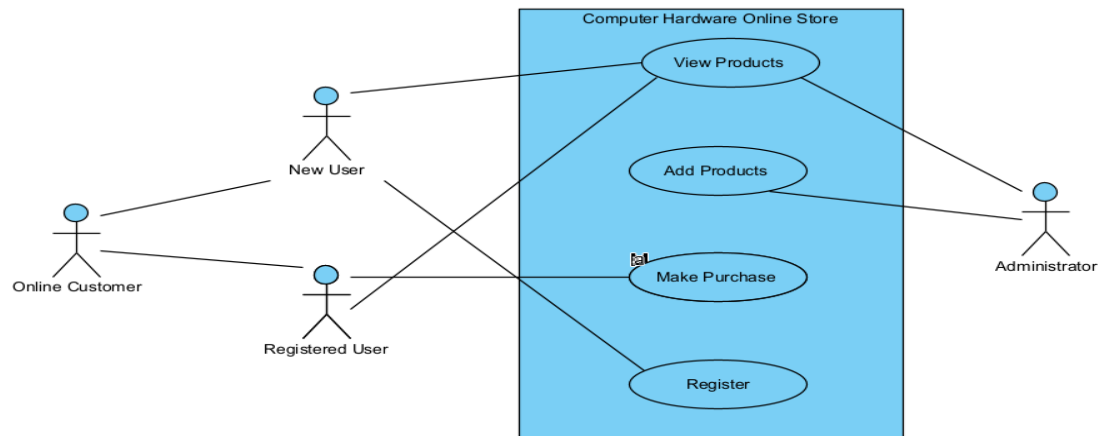 Computer Hardware Online Store
View Products
New User
Add Products
Online Customer
Registered User
Make Purchase
Administrator
Register